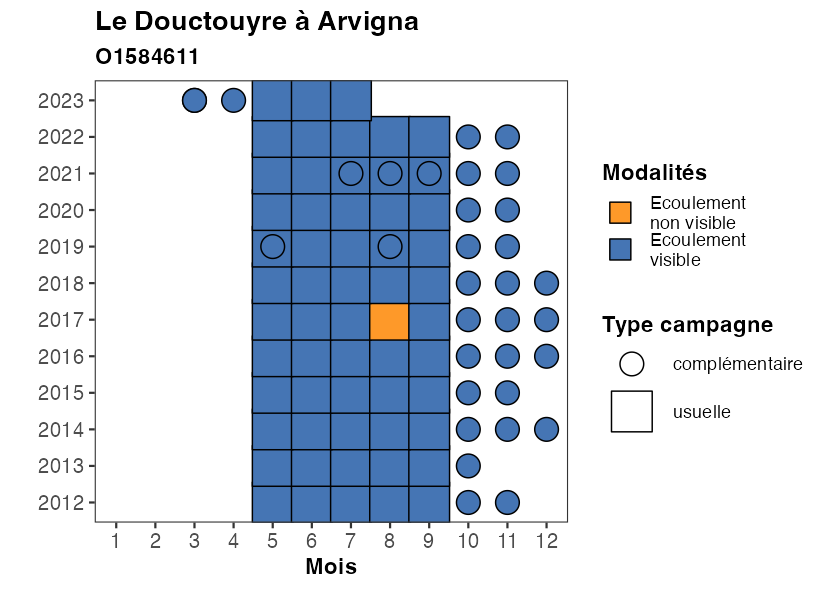 Le Douctouyre à Arvigna
O1584611
2023
2022
2021
2020
2019
2018
2017
2016
2015
2014
2013
2012
1 2 3 4 5 6 7 8 9 10 11 12
Mois
Modalités
Ecoulement
non visible
Ecoulement
visible
Type campagne
complémentaire
usuelle